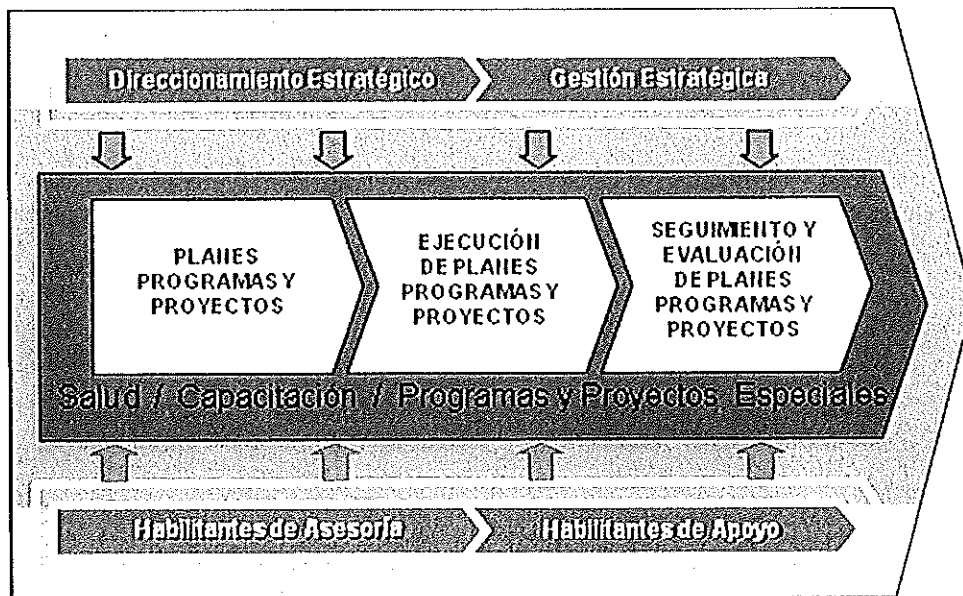 Direccionamiento Estratégico
Gestión Estratégica
PLANES
PROGRAMAS Y
PROYECTOS
EJECUCIÓN
DE PLANES
PROGRAMAS Y
PROYECTOS
SEGUIMIENTO Y
EVALUACIÓN
DE PLANES
PROGRAMAS Y
PROYECTOS
Salud / Capacitación / Programas y Proyectos Especiales
Habilitantes de Asesoría
Habilitantes de Apoyo